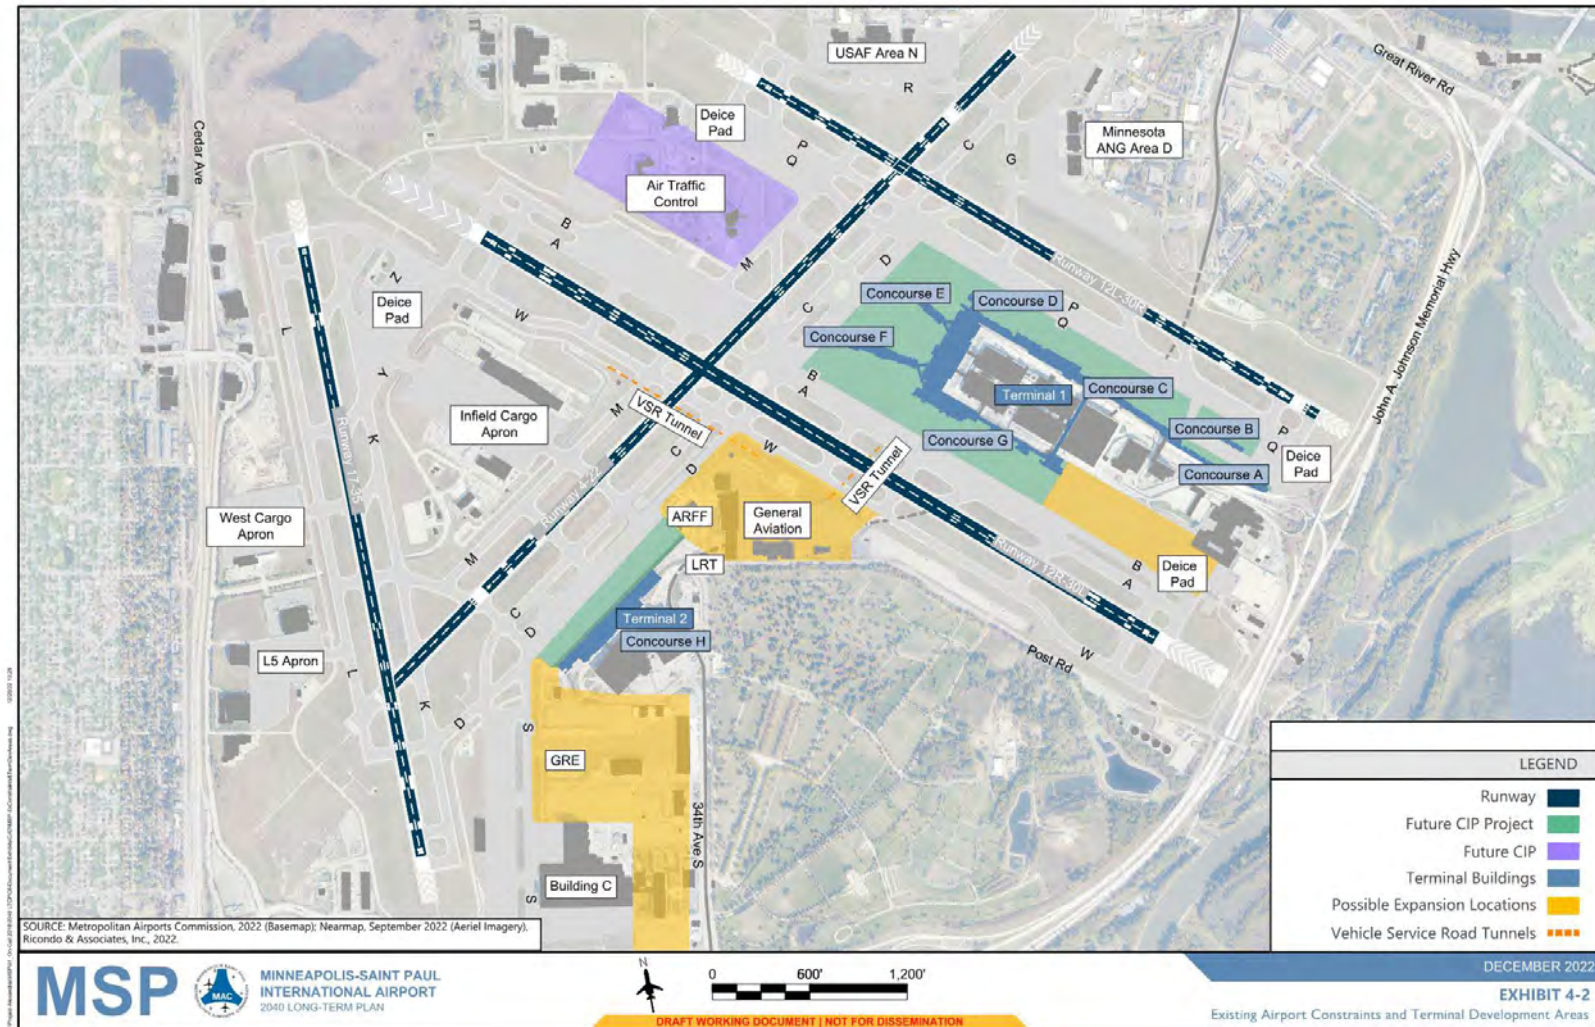 USAF Area N
R
Great River Rd
Cedar Ave
Deice
Pad
P
Q
C
G
Minnesota
ANG Area D
Air Traffic
Control
B
A
M
D
C
Z
Deice
Pad
W
Concourse E
Concourse D
P
Q
Runway 12L-30R
Concourse F
L
Y
K
B
A
Terminal 1
Concourse C
John A. Johnson Memorial Hwy
VSR Tunnel
M
Infield Cargo
Apron
Concourse B
P
Q
Concourse G
W
C
D
VSR Tunnel
Deice
Pad
Concourse A
Runway 17-35
Runway 4-22
West Cargo
Apron
ARFF
General
Aviation
M
LRT
Runway 12R-30L
B
A
Deice
Pad
C
D
Terminal 2
Concourse H
W
Post Rd
L5 Apron
L
K
D
S
GRE
34th Ave S
Building C
S
LEGEND
Runway
Future CIP Project
Future CIP
Terminal Buildings
Possible Expansion Locations
Vehicle Service Road Tunnels
SOURCE: Metropolitan Airports Commission, 2022 (Basemap); Nearmap, September 2022 (Aeriel Imagery).
Ricondo & Associates, Inc., 2022.
MSP
MAC
MINNEAPOLIS-SAINT PAUL
INTERNATIONAL AIRPORT
2040 LONG-TERM PLAN
N
0 600' 1,200'
DRAFT WORKING DOCUMENT | NOT FOR DISSEMINATION
DECEMBER 2022
EXHIBIT 4-2
Existing Airport Constraints and Terminal Development Areas